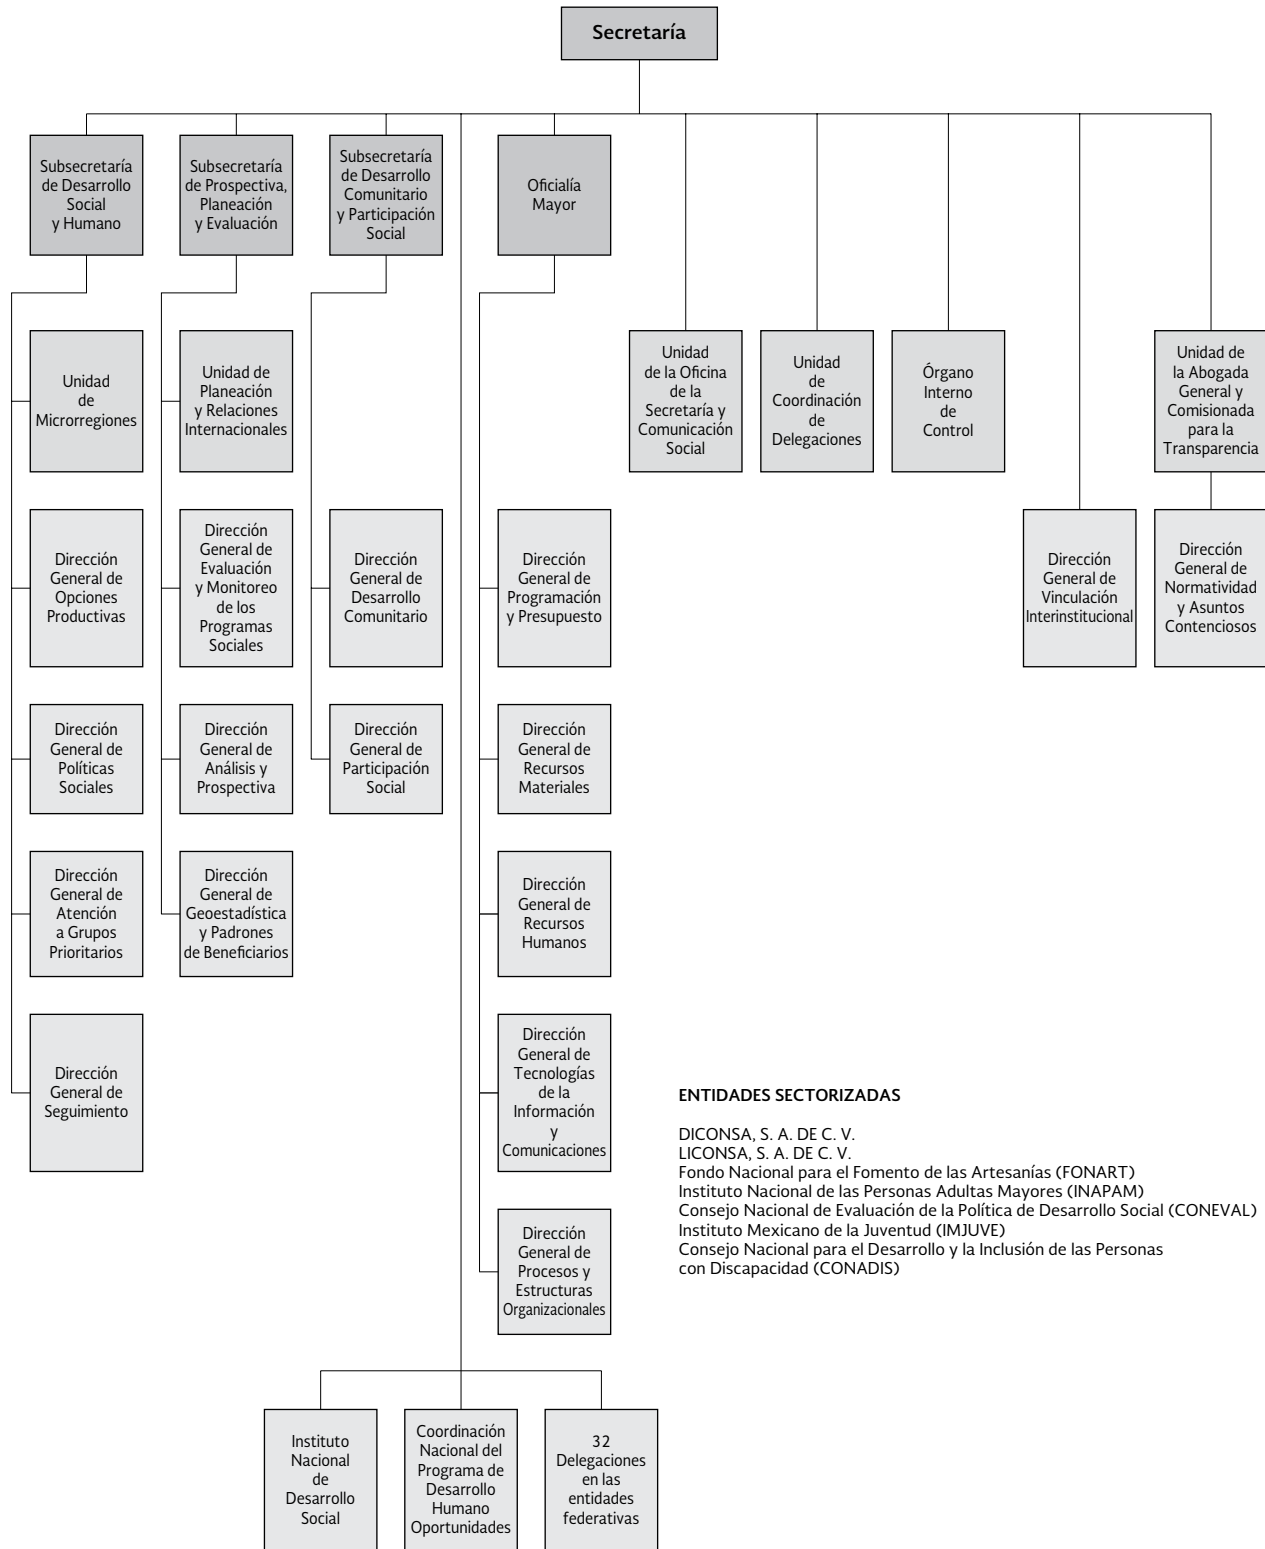 Secretaría
Subsecretaría
de Desarrollo
Social
y Humano
Subsecretaría
de Prospectiva,
Planeación
y Evaluación
Subsecretaría
de Desarrollo
Comunitario
y Participación
Social
Oficialía
Mayor
Unidad
de
Microrregiones
Unidad de
Planeación
y Relaciones
Internacionales
Unidad
de la Oficina
de la
Secretaría y
Comunicación
Social
Unidad
de
Coordinación
de
Delegaciones
Órgano
Interno
de
Control
Unidad de
la Abogada
General y
Comisionada
para la
Transparencia
Dirección
General de
Opciones
Productivas
Dirección
General de
Evaluación
y Monitoreo
de los
Programas
Sociales
Dirección
General de
Desarrollo
Comunitario
Dirección
General de
Programación
y Presupuesto
Dirección
General de
Vinculación
Interinstitucional
Dirección
General de
Normatividad
y Asuntos
Contenciosos
Dirección
General de
Políticas
Sociales
Dirección
General de
Análisis y
Prospectiva
Dirección
General de
Participación
Social
Dirección
General de
Recursos
Materiales
Dirección
General de
Atención
a Grupos
Prioritarios
Dirección
General de
Geoestadística
y Padrones
de Beneficiarios
Dirección
General de
Recursos
Humanos
Dirección
General de
Seguimiento
Dirección
General de
Tecnologías
de la
Información
y
Comunicaciones
Dirección
General de
Procesos y
Estructuras
Organizacionales
ENTIDADES SECTORIZADAS
DICONSA, S. A. DE C. V.
LICONSA, S. A. DE C. V.
Fondo Nacional para el Fomento de las Artesanías (FONART)
Instituto Nacional de las Personas Adultas Mayores (INAPAM)
Consejo Nacional de Evaluación de la Política de Desarrollo Social (CONEVAL)
Instituto Mexicano de la Juventud (IMJUVE)
Consejo Nacional para el Desarrollo y la Inclusión de las Personas
con Discapacidad (CONADIS)
Instituto
Nacional
de
Desarrollo
Social
Coordinación
Nacional del
Programa de
Desarrollo
Humano
Oportunidades
32
Delegaciones
en las
entidades
federativas